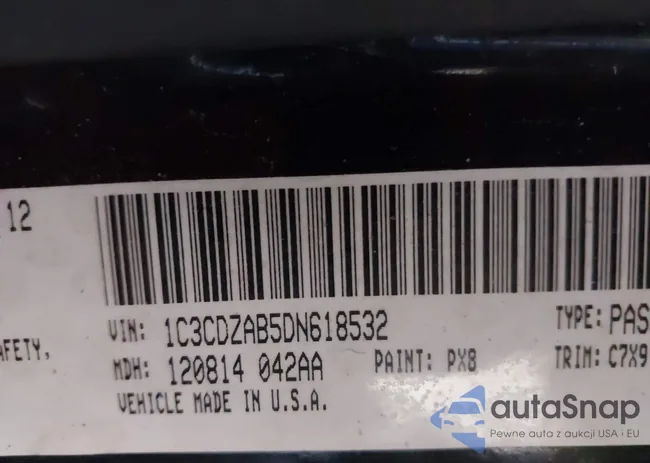 12
AFETY,
VIN: 1C3CDZAB5DN618532
TYPE: PAS
MDH: 120814 042AA
PAINT: PX8
TRIM: C7X9
VEHICLE MADE IN U.S.A.
autaSnap
Pewne auta z aukcji USA i EU